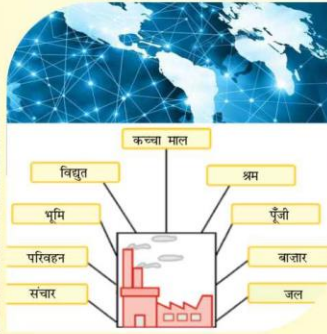 कच्चा माल
विद्युत
श्रम
भूमि
पूँजी
परिवहन
बाज़ार
संचार
जल